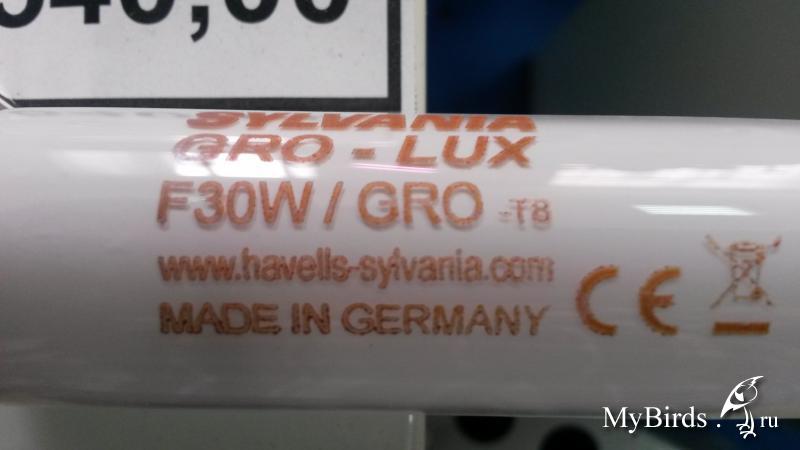 SYLVANIA
GRO - LUX
F30W / GRO -T8
www.havells-sylvania.com
MADE IN GERMANY
CE
MyBirds.ru